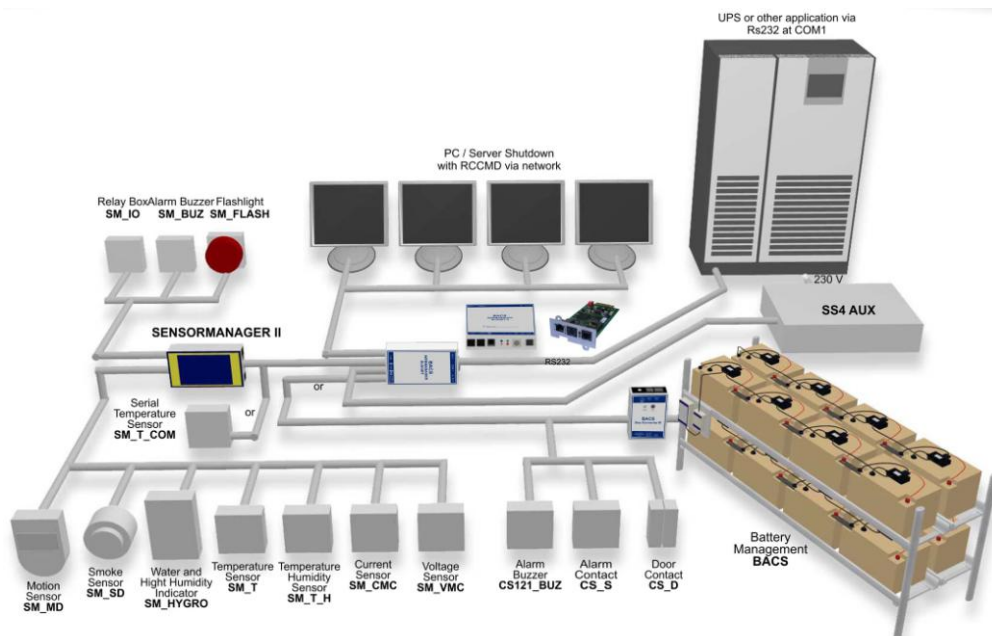 UPS or other application via
Rs232 at COM1
PC / Server Shutdown
with RCCMD via network
Relay Box Alarm Buzzer Flashlight
SM_IO SM_BUZ SM_FLASH
230 V
SS4 AUX
SENSORMANAGER II
BACS
RS232
BACS
or
Serial
Temperature
Sensor
SM_T_COM
or
BACS
Motion
Sensor
SM_MD
Smoke
Sensor
SM_SD
Water and
Hight Humidity
Indicator
SM_HYGRO
Temperature
Sensor
SM_T
Temperature
Humidity
Sensor
SM_T_H
Current
Sensor
SM_CMC
Voltage
Sensor
SM_VMC
Alarm
Buzzer
CS121_BUZ
Alarm
Contact
CS_S
Door
Contact
CS_D
Battery
Management
BACS